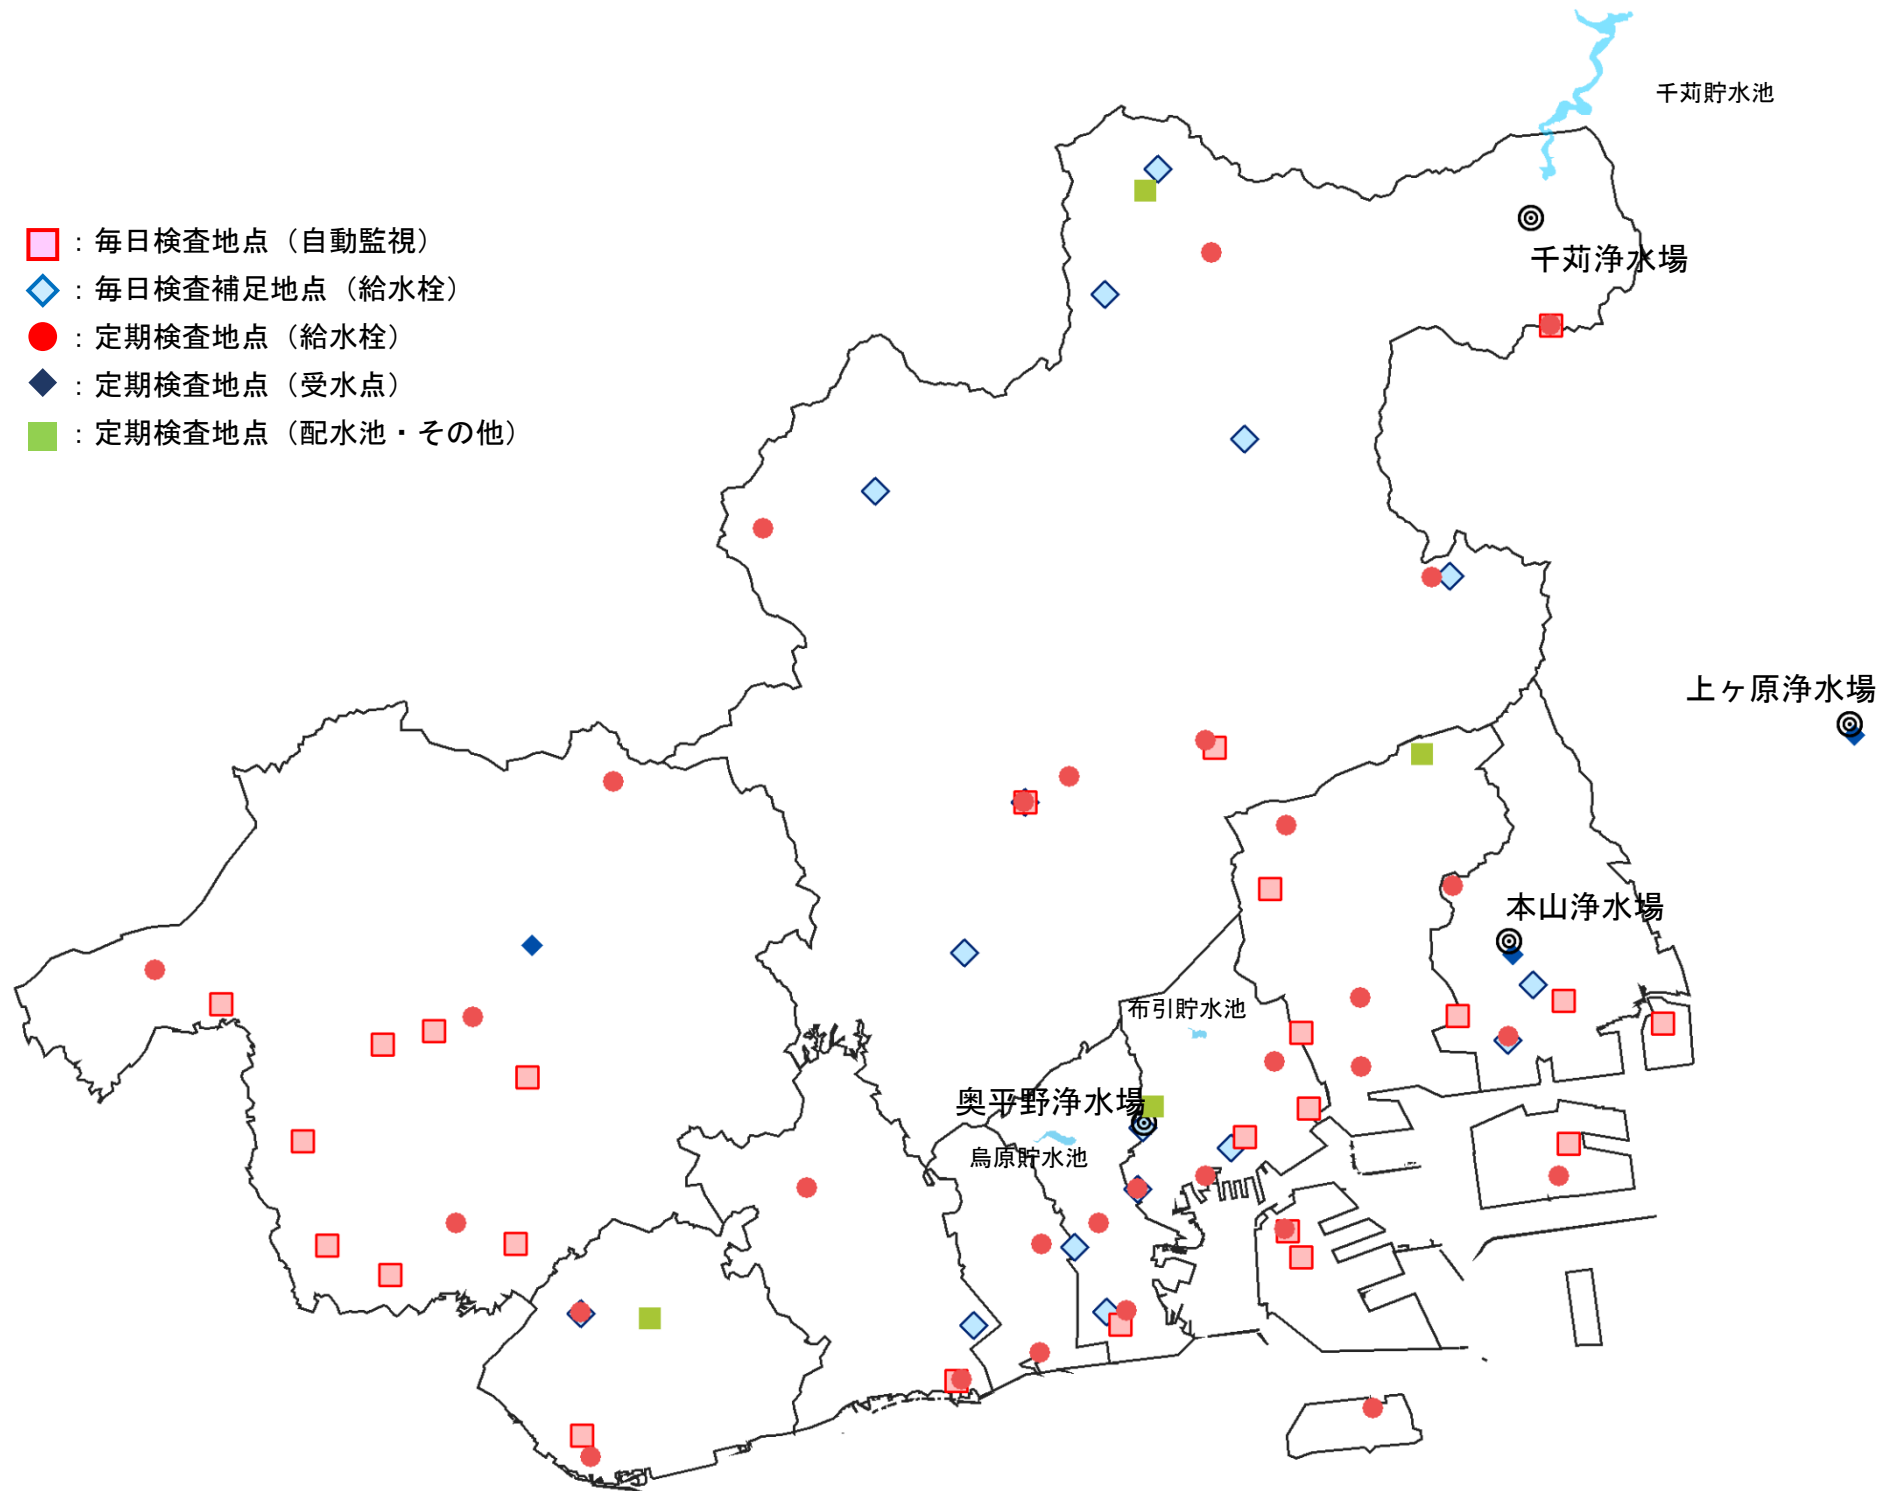 千苅貯水池
：毎日検査地点（自動監視）
千苅浄水場
：毎日検査補足地点（給水栓）
：定期検査地点（給水栓）
：定期検査地点（受水点）
：定期検査地点（配水池・その他）
上ヶ原浄水場
本山浄水場
布引貯水池
奥平野浄水場
烏原貯水池